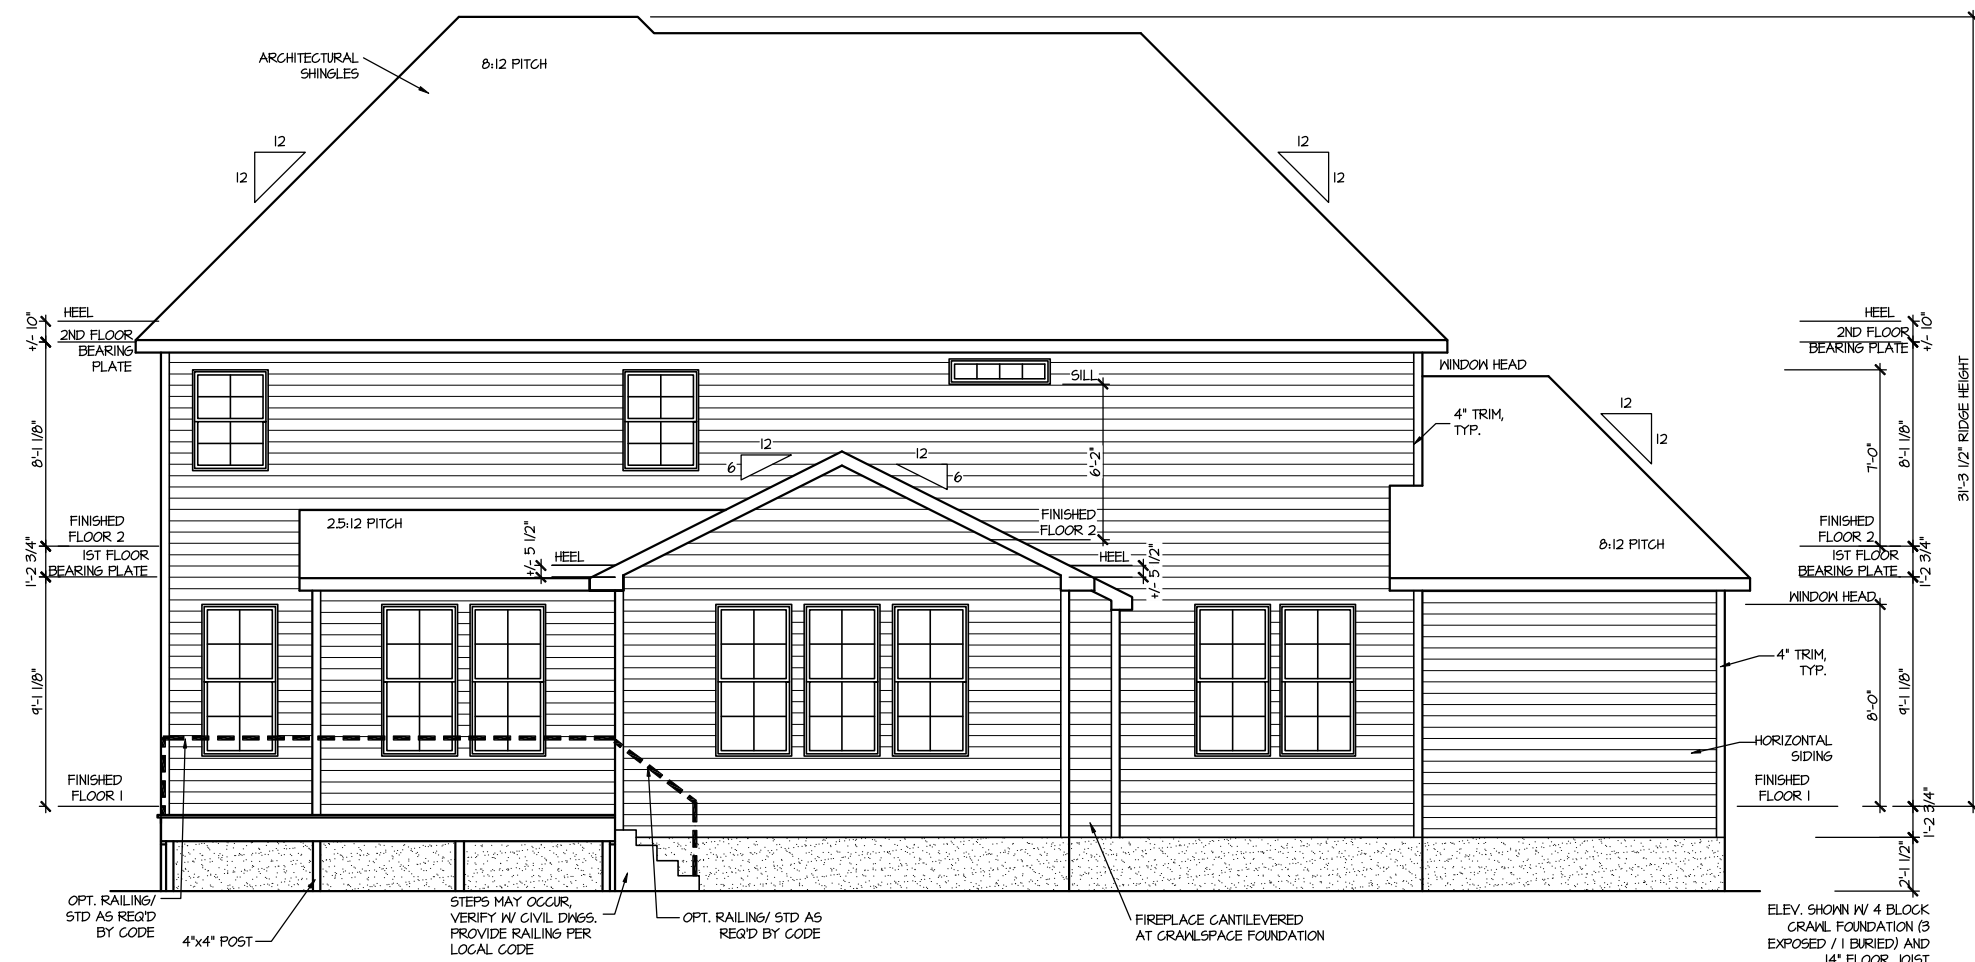 ARCHITECTURAL
SHINGLES
8:12 PITCH
12
12
12
12
HEEL
+/- 10"
2ND FLOOR
BEARING
PLATE
8'-1 1/8"
FINISHED
FLOOR 2
1'-2 3/4"
1ST FLOOR
BEARING PLATE
9'-1 1/8"
FINISHED
FLOOR 1
2.5:12 PITCH
+/- 5 1/2"
HEEL
12
6
12
6
SILL
6'-2"
FINISHED
FLOOR 2
HEEL
+/- 5 1/2"
WINDOW HEAD
4" TRIM,
TYP.
12
12
8:12 PITCH
HEEL
2ND FLOOR
BEARING PLATE
+/- 10"
31'-3 1/2" RIDGE HEIGHT
7'-0"
8'-1 1/8"
FINISHED
FLOOR 2
1ST FLOOR
BEARING PLATE
1'-2 3/4"
WINDOW HEAD
4" TRIM,
TYP.
8'-0"
9'-1 1/8"
HORIZONTAL
SIDING
FINISHED
FLOOR 1
1'-2 3/4"
2'-1 1/2"
OPT. RAILING/
STD AS REQ'D
BY CODE
4"x4" POST
STEPS MAY OCCUR,
VERIFY W/ CIVIL DWGS.
PROVIDE RAILING PER
LOCAL CODE
OPT. RAILING/ STD AS
REQ'D BY CODE
FIREPLACE CANTILEVERED
AT CRAWLSPACE FOUNDATION
ELEV. SHOWN W/ 4 BLOCK
CRAWL FOUNDATION (3
EXPOSED / 1 BURIED) AND
14" FLOOR JOIST